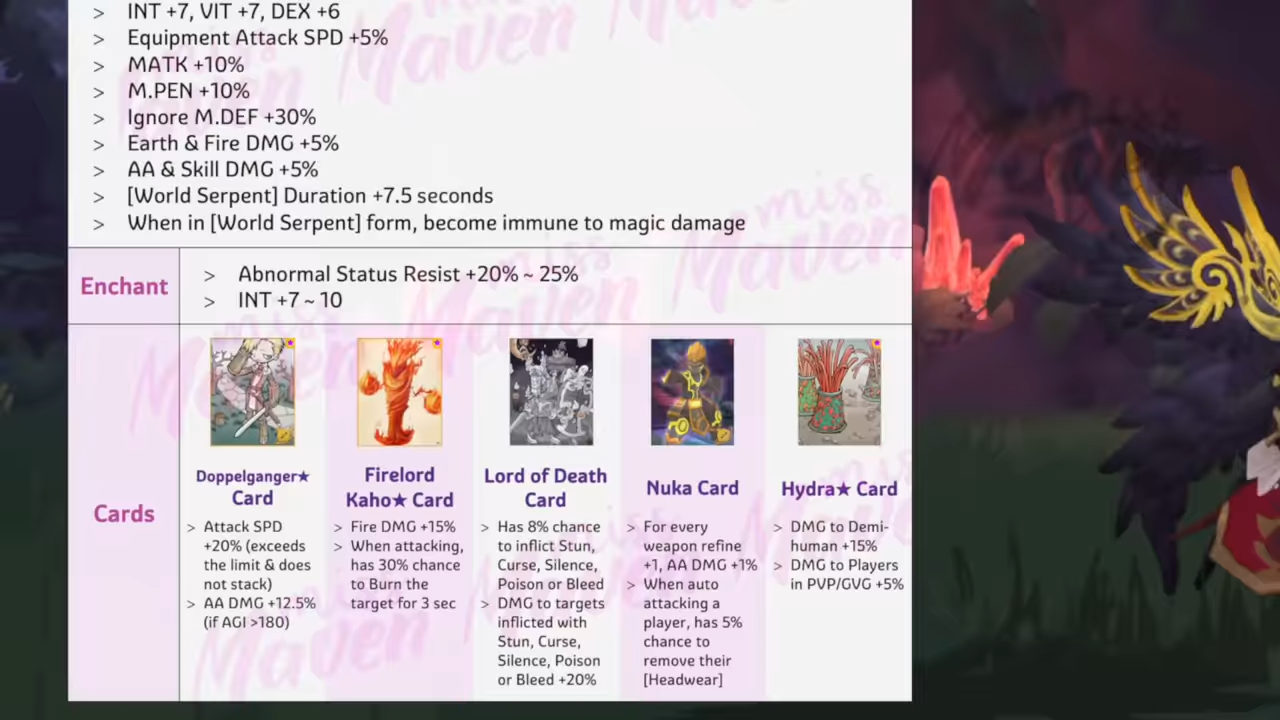 > INT +7, VIT +7, DEX +6
> Equipment Attack SPD +5%
> MATK +10%
> M.PEN +10%
> Ignore M.DEF +30%
> Earth & Fire DMG +5%
> AA & Skill DMG +5%
> [World Serpent] Duration +7.5 seconds
> When in [World Serpent] form, become immune to magic damage
Enchant
> Abnormal Status Resist +20% ~ 25%
> INT +7 ~ 10
Cards
Doppelganger★
Card
> Attack SPD
+20% (exceeds
the limit & does
not stack)
> AA DMG +12.5%
(if AGI >180)
Firelord
Kaho★ Card
> Fire DMG +15%
> When attacking,
has 30% chance
to Burn the
target for 3 sec
Lord of Death
Card
> Has 8% chance
to inflict Stun,
Curse, Silence,
Poison or Bleed
> DMG to targets
inflicted with
Stun, Curse,
Silence, Poison
or Bleed +20%
Nuka Card
> For every
weapon refine
+1, AA DMG +1%
> When auto
attacking a
player, has 5%
chance to
remove their
[Headwear]
Hydra★ Card
> DMG to Demi-
human +15%
> DMG to Players
in PVP/GVG +5%
miss
Maven